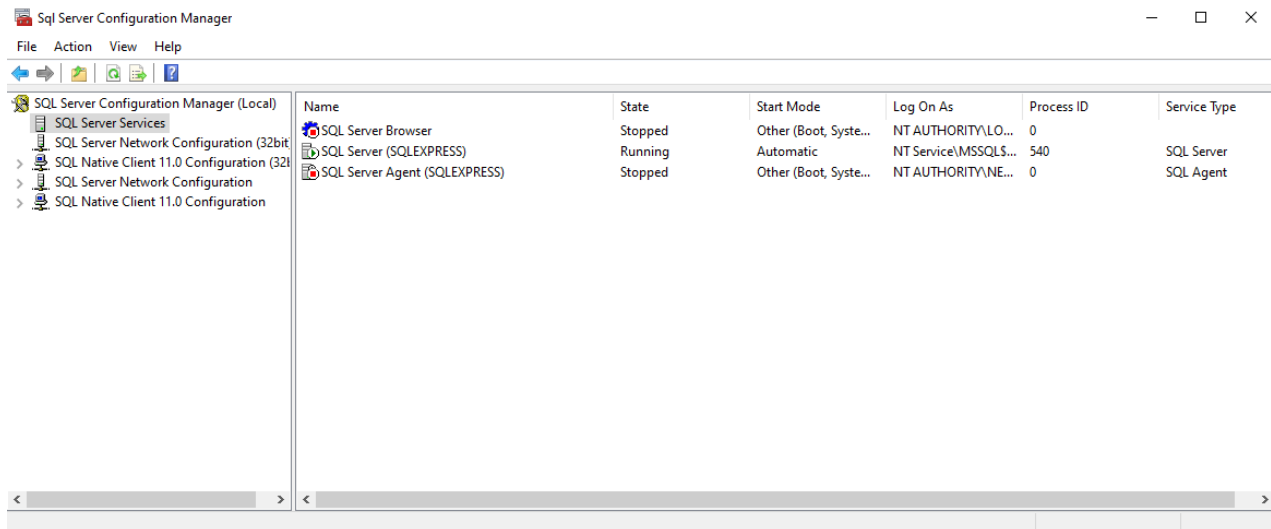 Sql Server Configuration Manager
File Action View Help
SQL Server Configuration Manager (Local)
SQL Server Services
SQL Server Network Configuration (32bit
SQL Native Client 11.0 Configuration (32b
SQL Server Network Configuration
SQL Native Client 11.0 Configuration
Name State Start Mode Log On As Process ID Service Type
SQL Server Browser Stopped Other (Boot, Syste... NT AUTHORITY\LO... 0
SQL Server (SQLEXPRESS) Running Automatic NT Service\MSSQL$... 540 SQL Server
SQL Server Agent (SQLEXPRESS) Stopped Other (Boot, Syste... NT AUTHORITY\NE... 0 SQL Agent